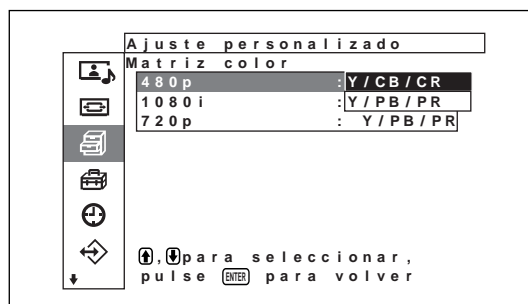 Ajuste personalizado
Matriz color
480p : Y/CB/CR
1080i : Y/PB/PR
720p : Y/PB/PR
, para seleccionar,
pulse ENTER para volver